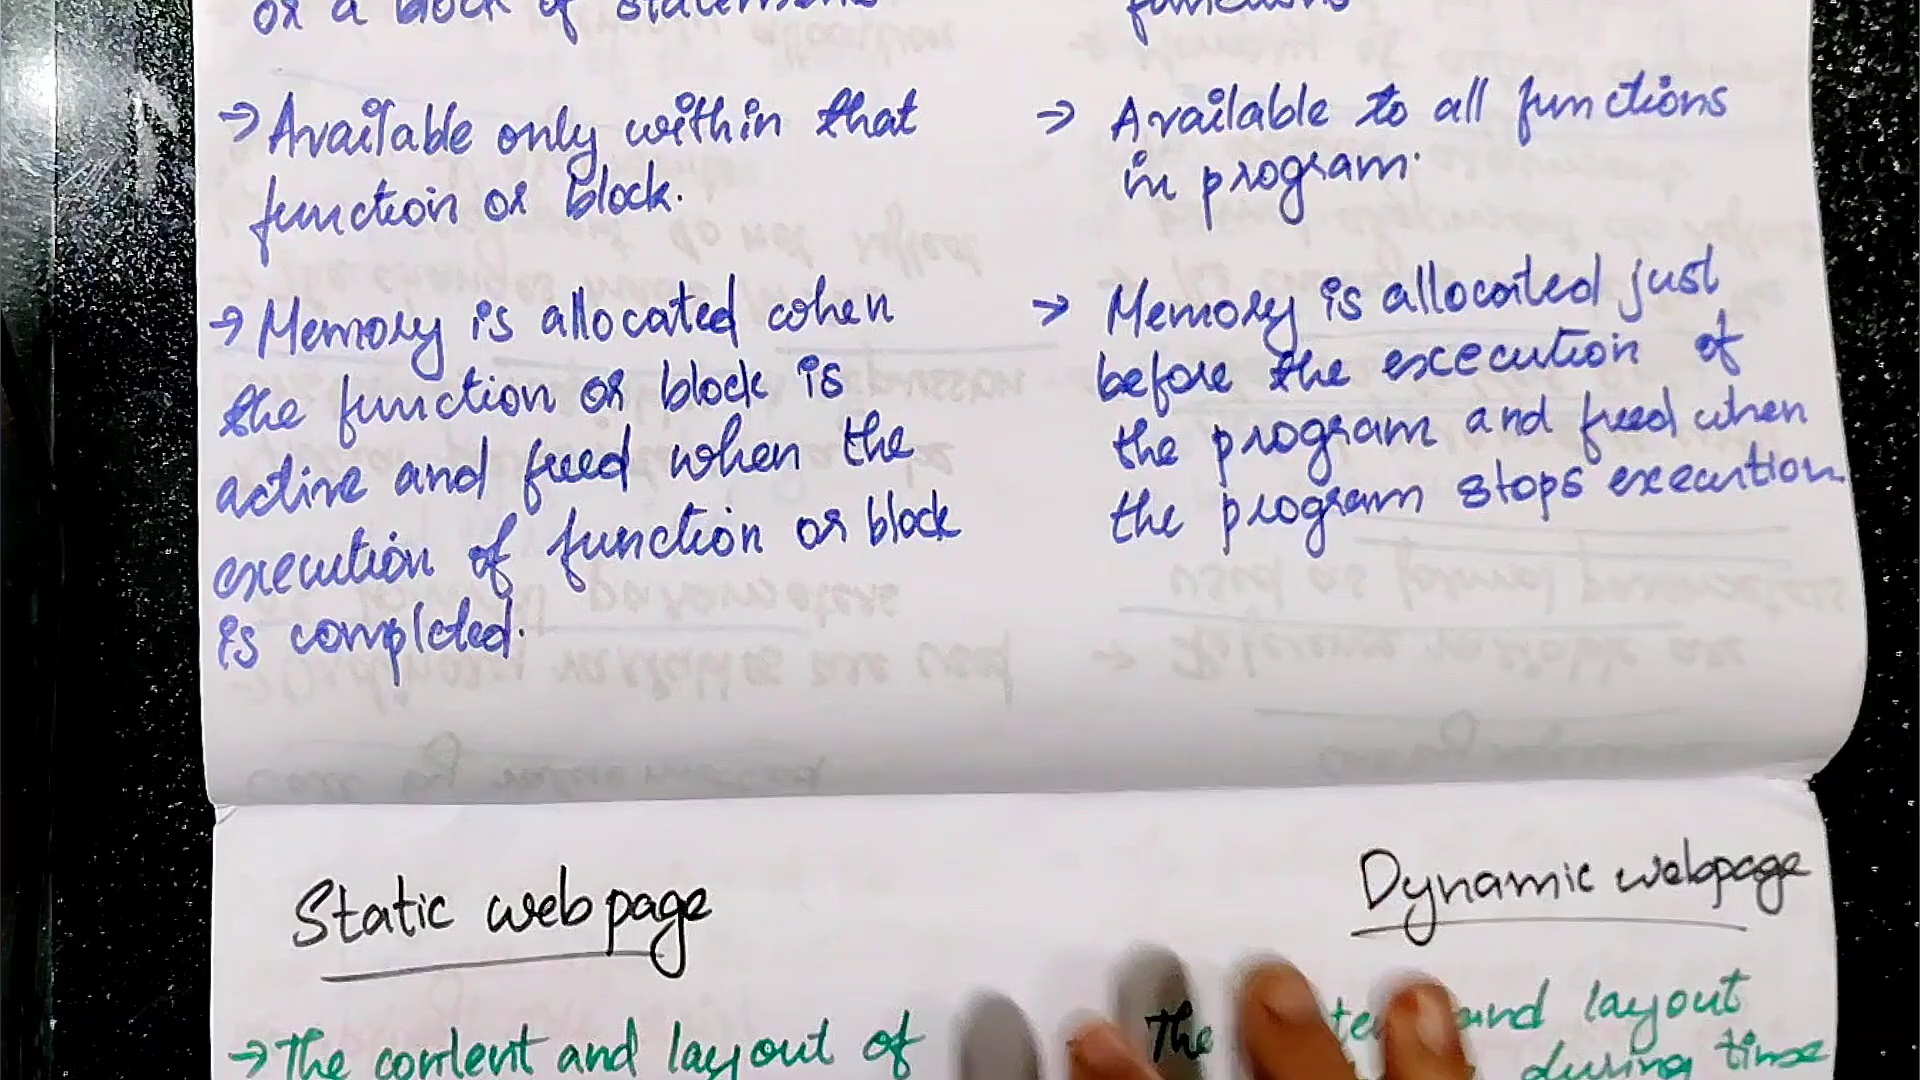 or a block of statements
→ Available only within that
function or block.
→ Memory is allocated when
the function or block is
active and freed when the
execution of function or block
is completed.
functions
→ Available to all functions
in program.
→ Memory is allocated just
before the execution of
the program and freed when
the program stops execution
Static webpage
→ The content and layout of
Dynamic webpage
The and layout
during time